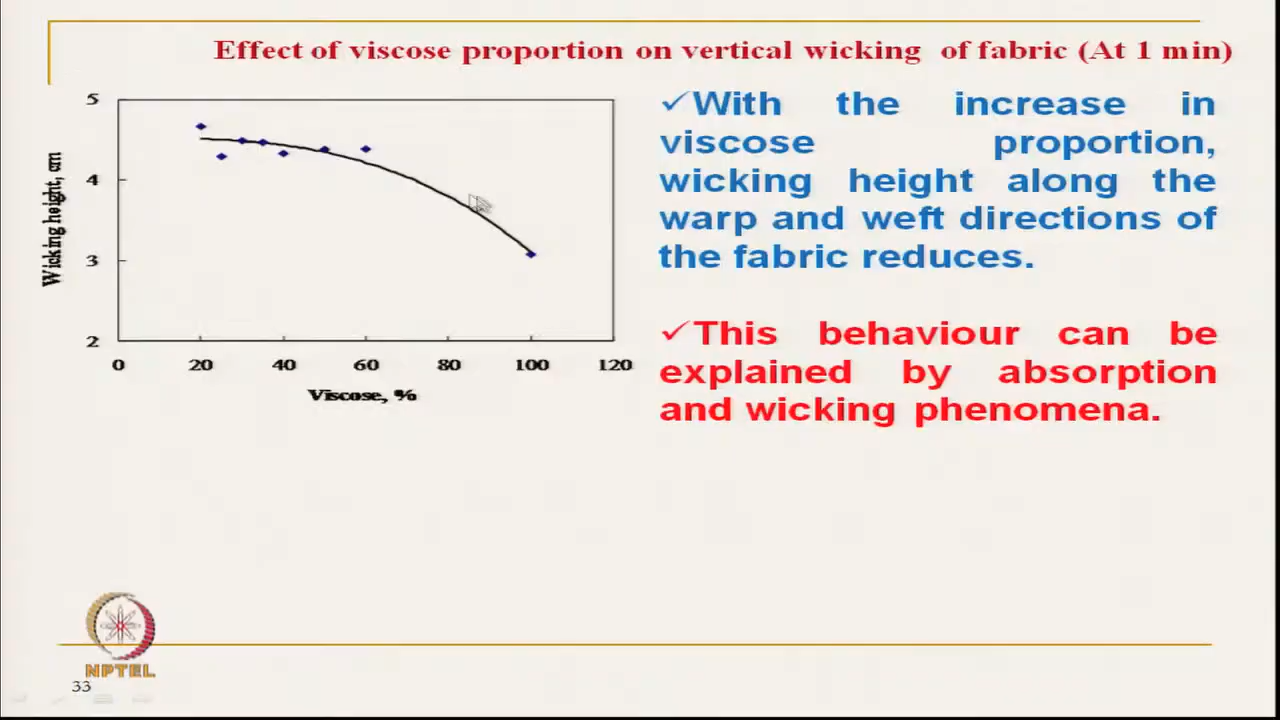 Effect of viscose proportion on vertical wicking of fabric (At 1 min)
5
4
3
2
Wicking height, cm
0 20 40 60 80 100 120
Viscose, %
✓With the increase in
viscose proportion,
wicking height along the
warp and weft directions of
the fabric reduces.
✓This behaviour can be
explained by absorption
and wicking phenomena.
NPTEL
33